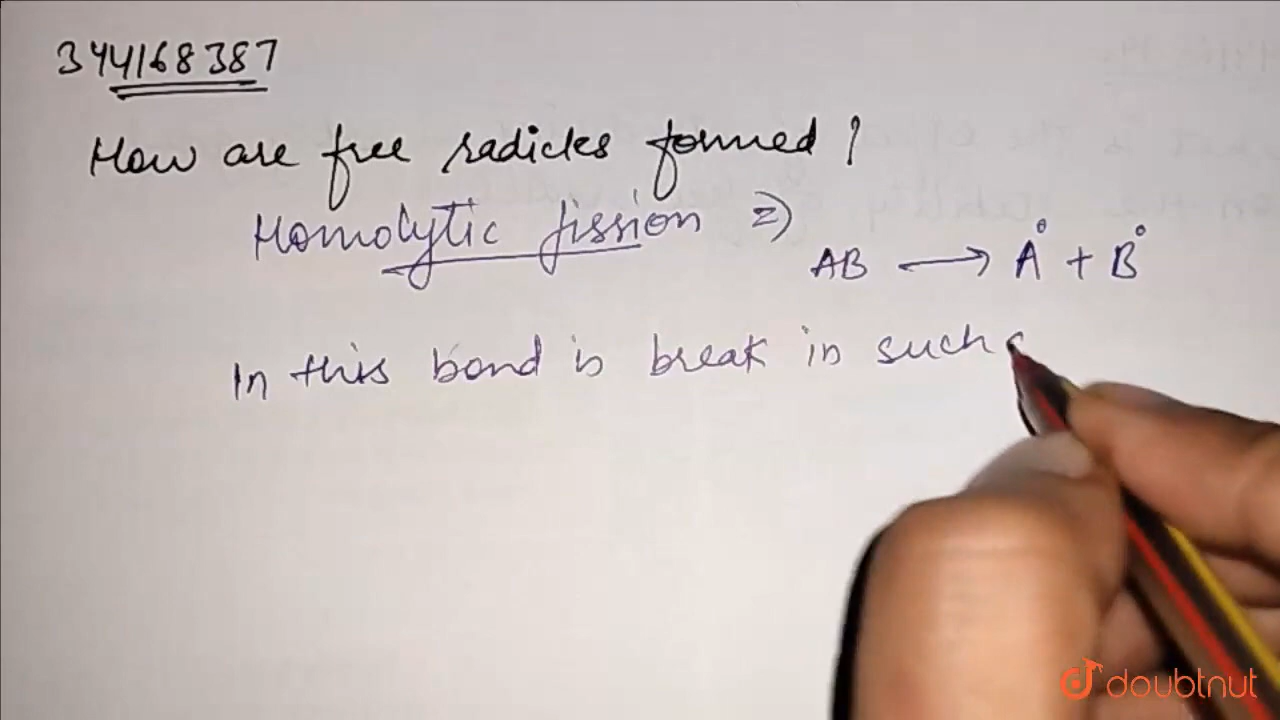 344168387
How are free radicles formed ?
Homolytic fission ⇒
AB → A° + B°
In this bond is break in such
doubtnut